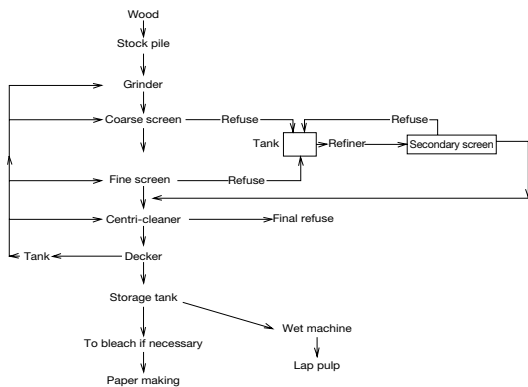 Wood
Stock pile
Grinder
Coarse screen
Refuse
Refuse
Tank
Refiner
Secondary screen
Fine screen
Refuse
Centri-cleaner
Final refuse
Tank
Decker
Storage tank
Wet machine
To bleach if necessary
Lap pulp
Paper making